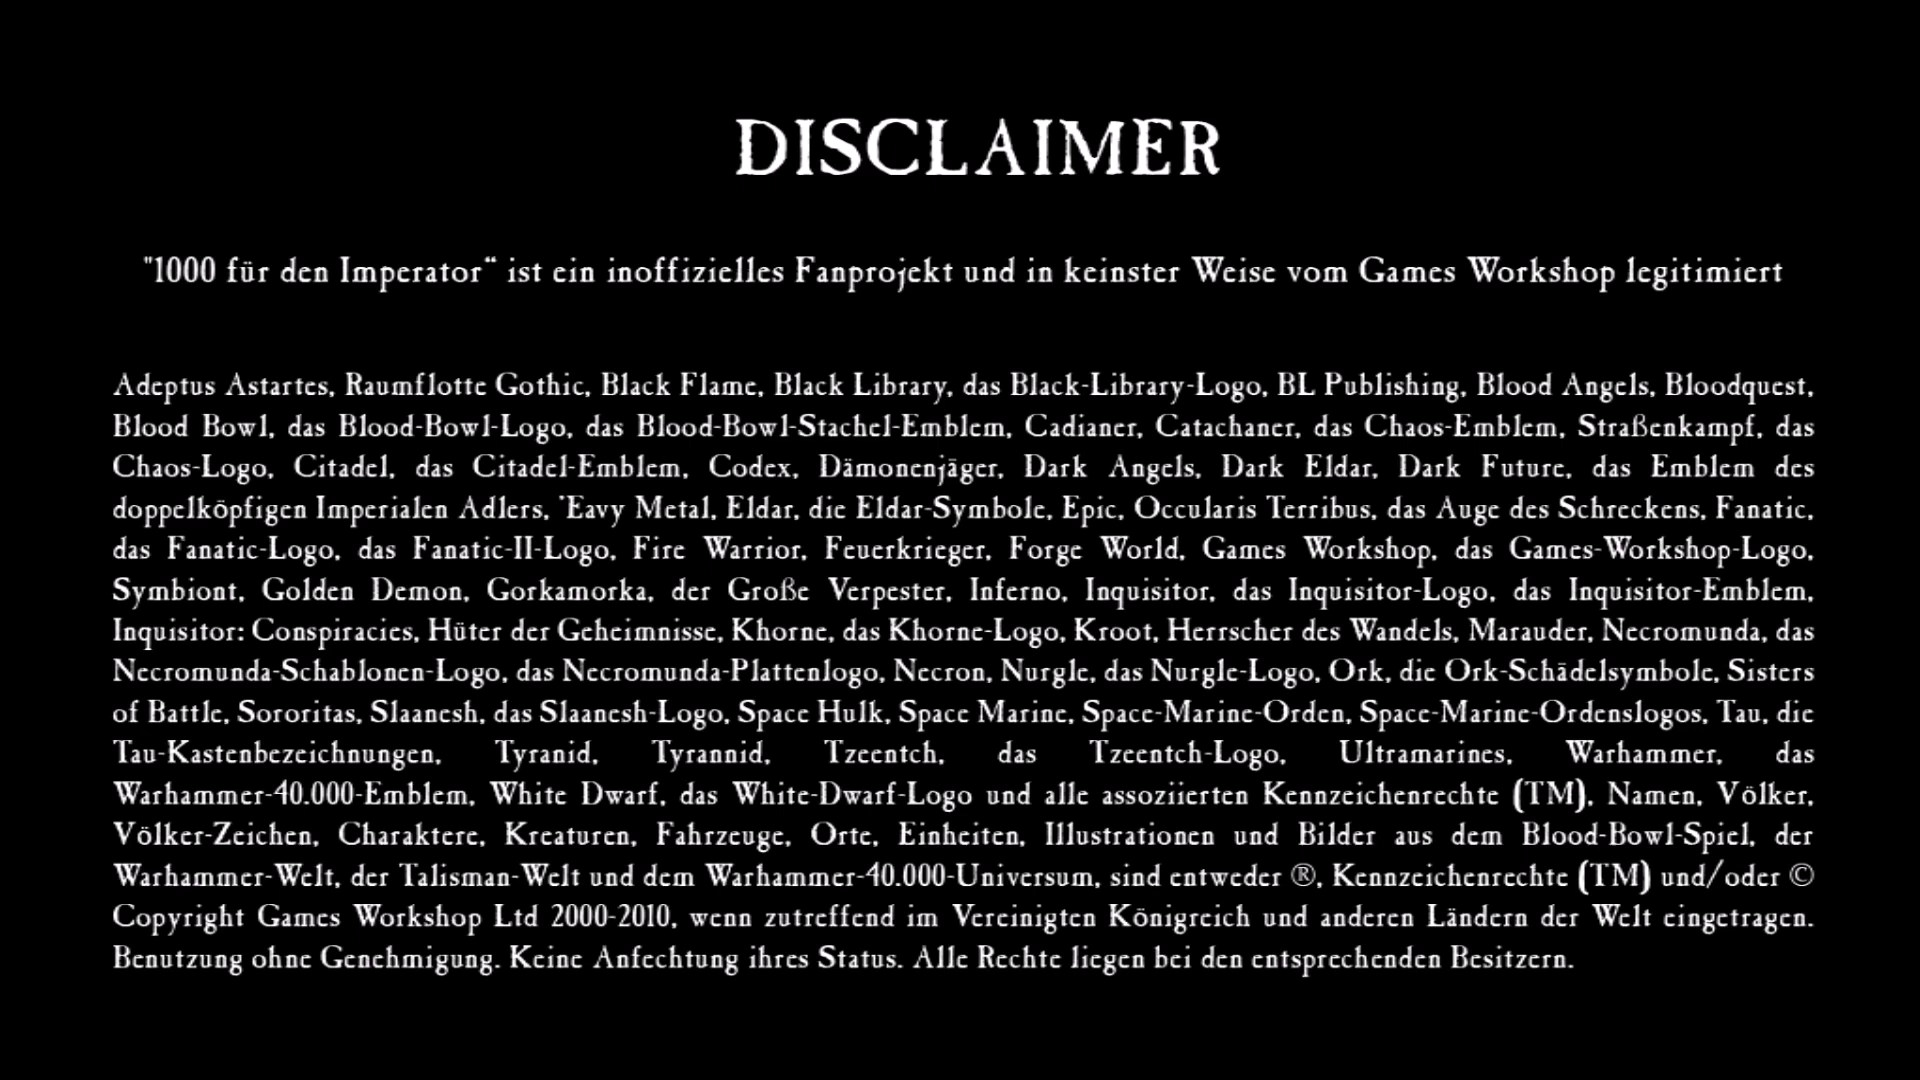 DISCLAIMER
"1000 für den Imperator“ ist ein inoffizielles Fanprojekt und in keinster Weise vom Games Workshop legitimiert
Adeptus Astartes, Raumflotte Gothic, Black Flame, Black Library, das Black-Library-Logo, BL Publishing, Blood Angels, Bloodquest,
Blood Bowl, das Blood-Bowl-Logo, das Blood-Bowl-Stachel-Emblem, Cadianer, Catachaner, das Chaos-Emblem, Straßenkampf, das
Chaos-Logo, Citadel, das Citadel-Emblem, Codex, Dämonenjäger, Dark Angels, Dark Eldar, Dark Future, das Emblem des
doppelköpfigen Imperialen Adlers, 'Eavy Metal, Eldar, die Eldar-Symbole, Epic, Occularis Terribus, das Auge des Schreckens, Fanatic,
das Fanatic-Logo, das Fanatic-II-Logo, Fire Warrior, Feuerkrieger, Forge World, Games Workshop, das Games-Workshop-Logo,
Symbiont, Golden Demon, Gorkamorka, der Große Verpester, Inferno, Inquisitor, das Inquisitor-Logo, das Inquisitor-Emblem,
Inquisitor: Conspiracies, Hüter der Geheimnisse, Khorne, das Khorne-Logo, Kroot, Herrscher des Wandels, Marauder, Necromunda, das
Necromunda-Schablonen-Logo, das Necromunda-Plattenlogo, Necron, Nurgle, das Nurgle-Logo, Ork, die Ork-Schädelsymbole, Sisters
of Battle, Sororitas, Slaanesh, das Slaanesh-Logo, Space Hulk, Space Marine, Space-Marine-Orden, Space-Marine-Ordenslogos, Tau, die
Tau-Kastenbezeichnungen, Tyranid, Tyrannid, Tzeentch, das Tzeentch-Logo, Ultramarines, Warhammer, das
Warhammer-40.000-Emblem, White Dwarf, das White-Dwarf-Logo und alle assoziierten Kennzeichenrechte (TM), Namen, Völker,
Völker-Zeichen, Charaktere, Kreaturen, Fahrzeuge, Orte, Einheiten, Illustrationen und Bilder aus dem Blood-Bowl-Spiel, der
Warhammer-Welt, der Talisman-Welt und dem Warhammer-40.000-Universum, sind entweder ®, Kennzeichenrechte (TM) und/oder ©
Copyright Games Workshop Ltd 2000-2010, wenn zutreffend im Vereinigten Königreich und anderen Ländern der Welt eingetragen.
Benutzung ohne Genehmigung. Keine Anfechtung ihres Status. Alle Rechte liegen bei den entsprechenden Besitzern.